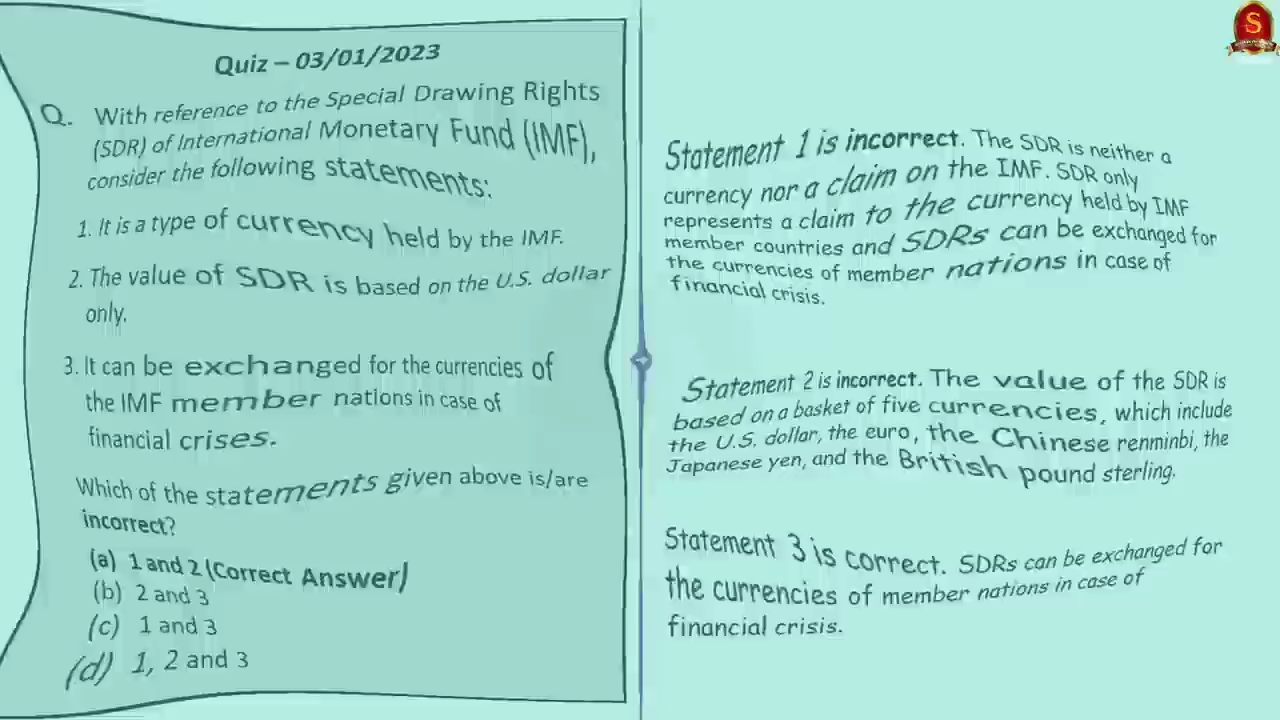 Quiz – 03/01/2023
Q. With reference to the Special Drawing Rights
(SDR) of International Monetary Fund (IMF),
consider the following statements:
1. It is a type of currency held by the IMF.
2. The value of SDR is based on the U.S. dollar
only.
3. It can be exchanged for the currencies of
the IMF member nations in case of
financial crises.
Which of the statements given above is/are
incorrect?
(a) 1 and 2 (Correct Answer)
(b) 2 and 3
(c) 1 and 3
(d) 1, 2 and 3
S
Statement 1 is incorrect. The SDR is neither a
currency nor a claim on the IMF. SDR only
represents a claim to the currency held by IMF
member countries and SDRs can be exchanged for
the currencies of member nations in case of
financial crisis.
Statement 2 is incorrect. The value of the SDR is
based on a basket of five currencies, which include
the U.S. dollar, the euro, the Chinese renminbi, the
Japanese yen, and the British pound sterling.
Statement 3 is correct. SDRs can be exchanged for
the currencies of member nations in case of
financial crisis.